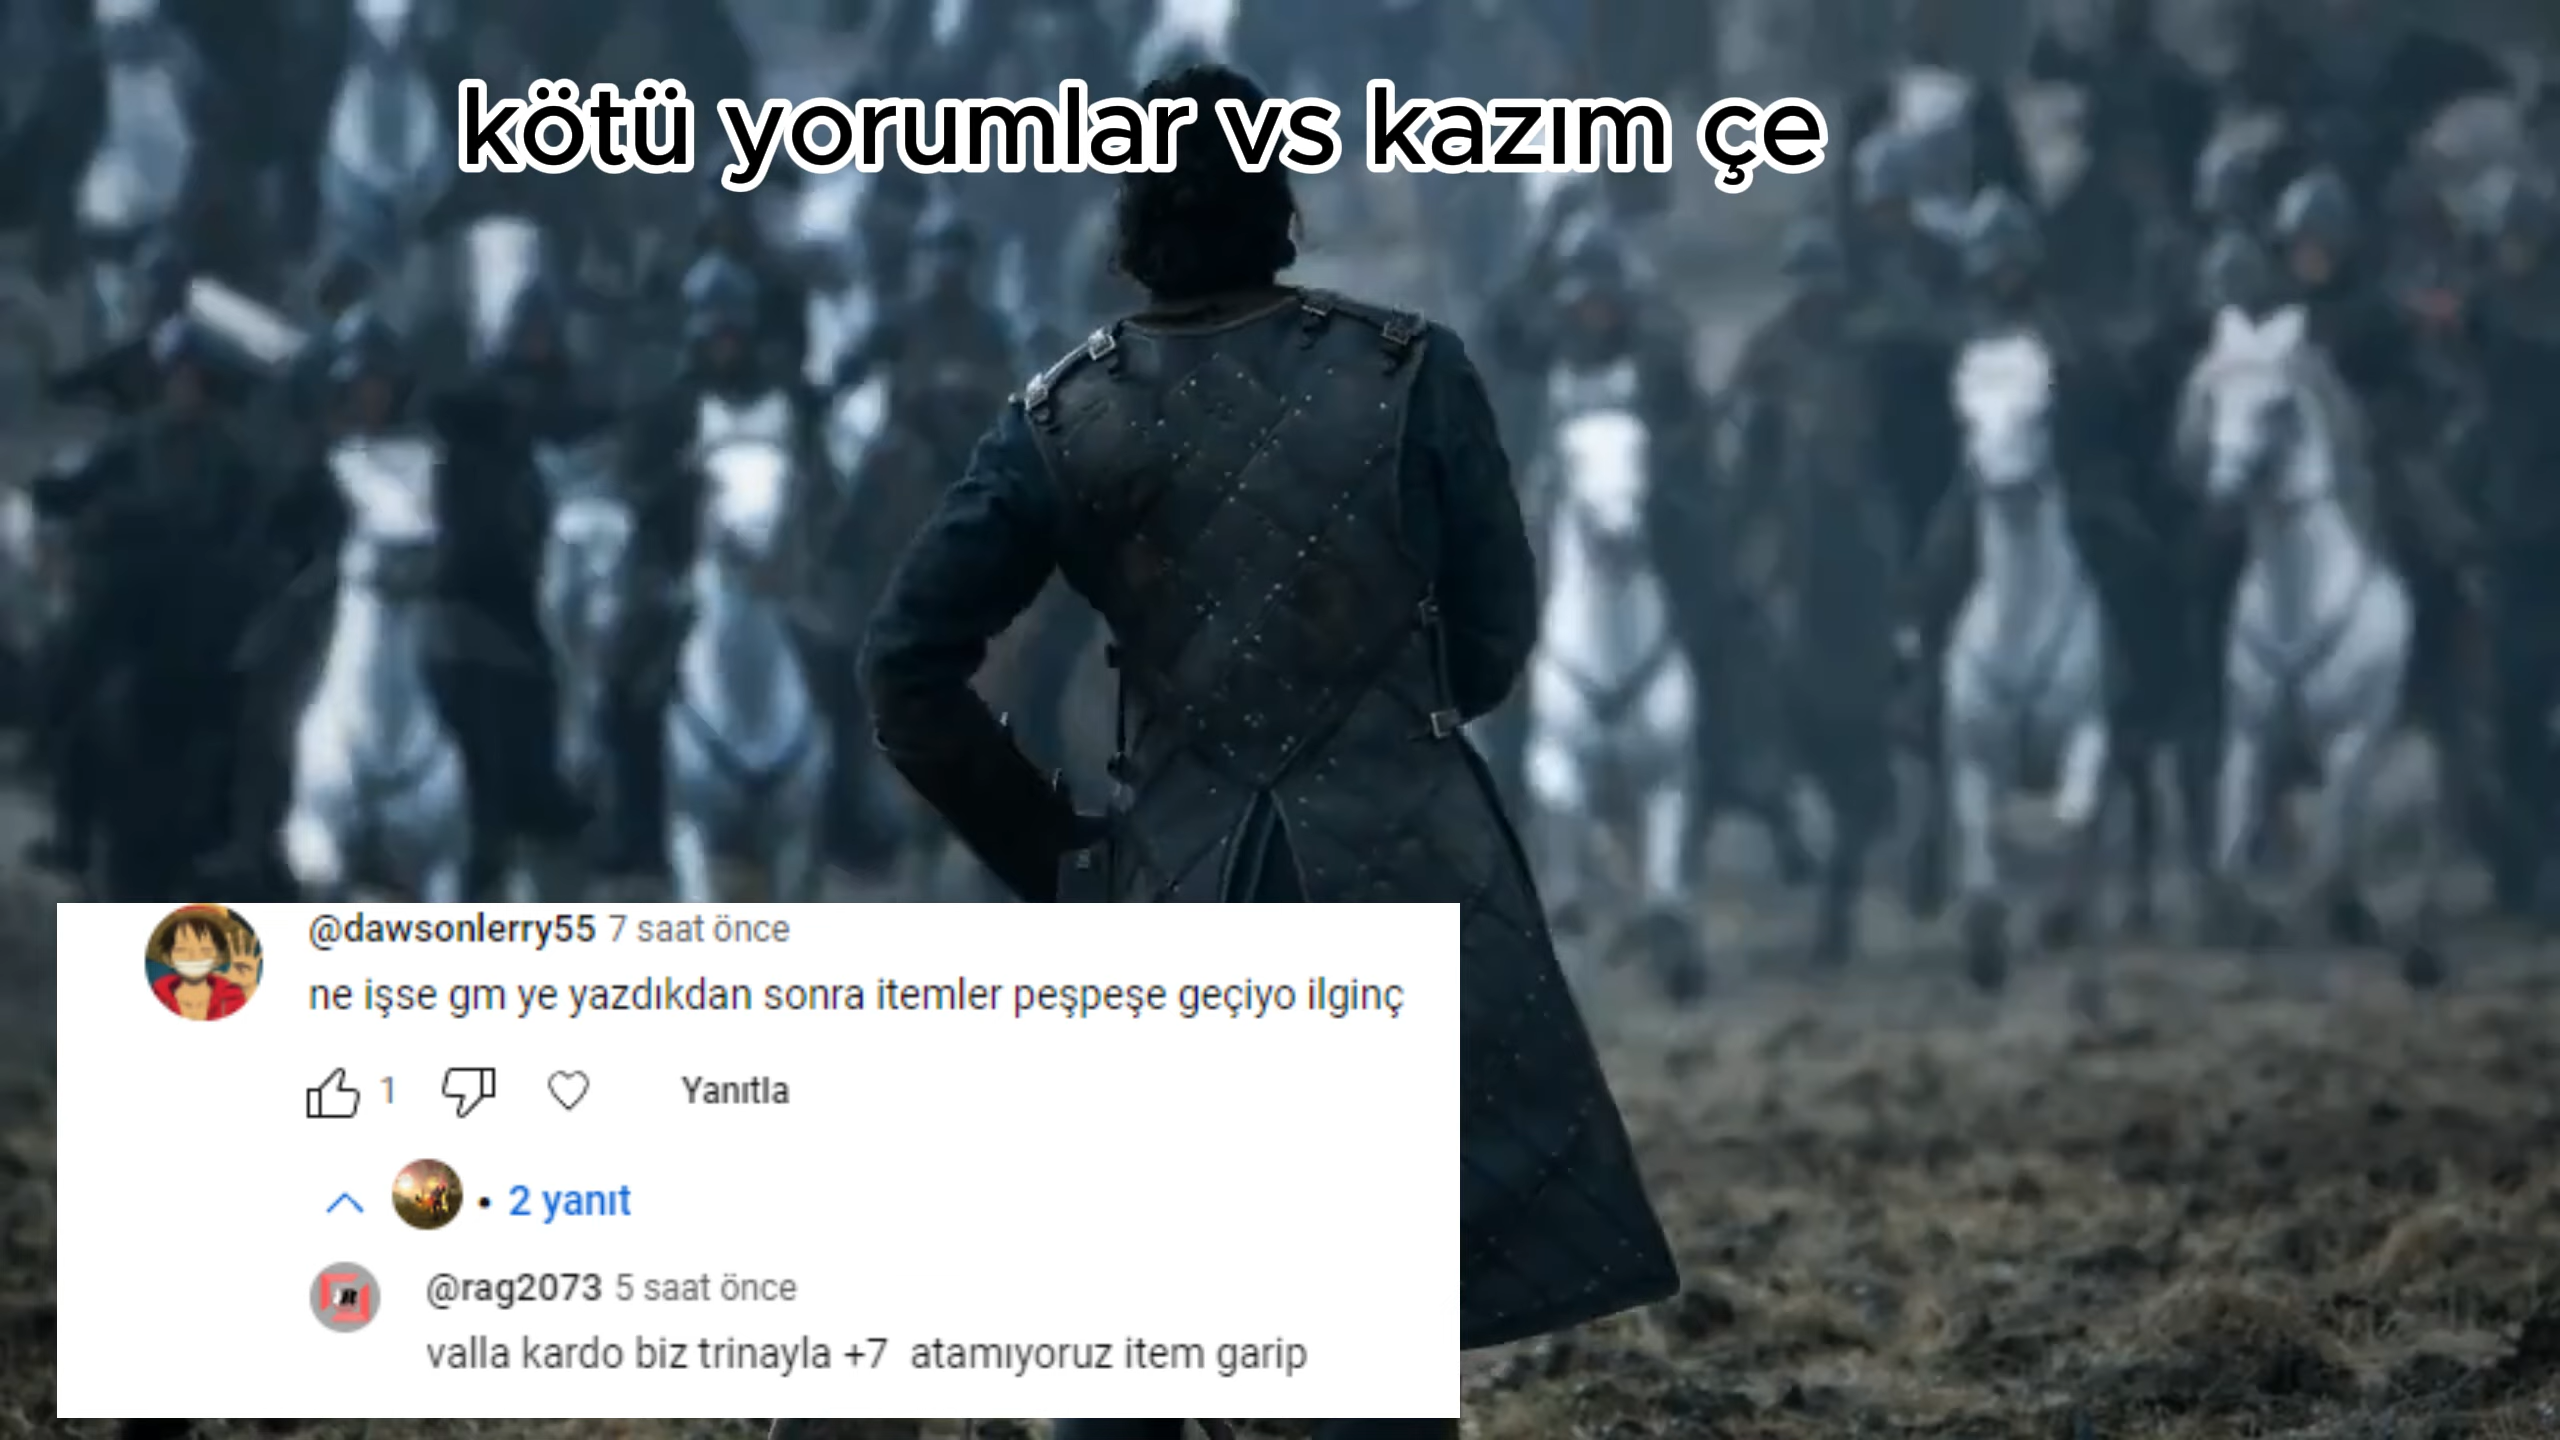 kötü yorumlar vs kazım çe
@dawsonlerry55 7 saat önce
ne işse gm ye yazdıkdan sonra itemler peşpeşe geçiyo ilginç
1 Yanıtla
• 2 yanıt
@rag2073 5 saat önce
valla kardo biz trinayla +7 atamıyoruz item garip